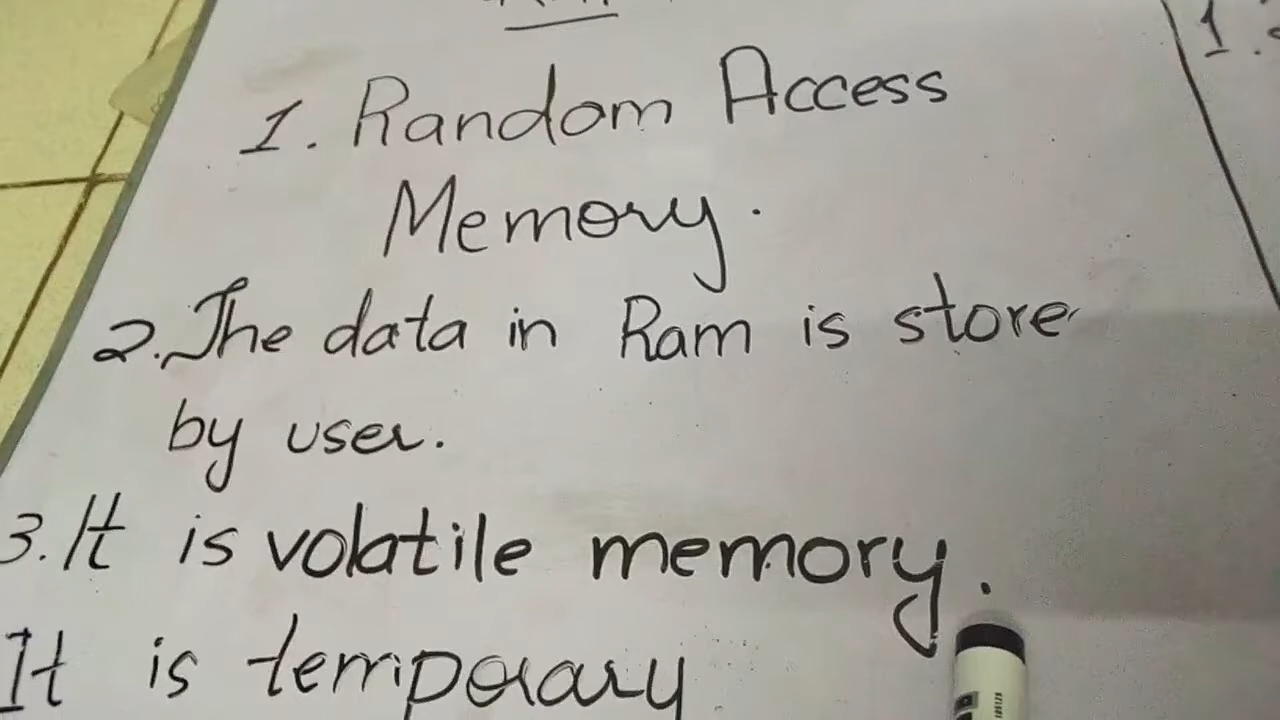 1. Random Access
Memory.
2. The data in Ram is store
by user.
3. It is volatile memory.
It is temporary
1.